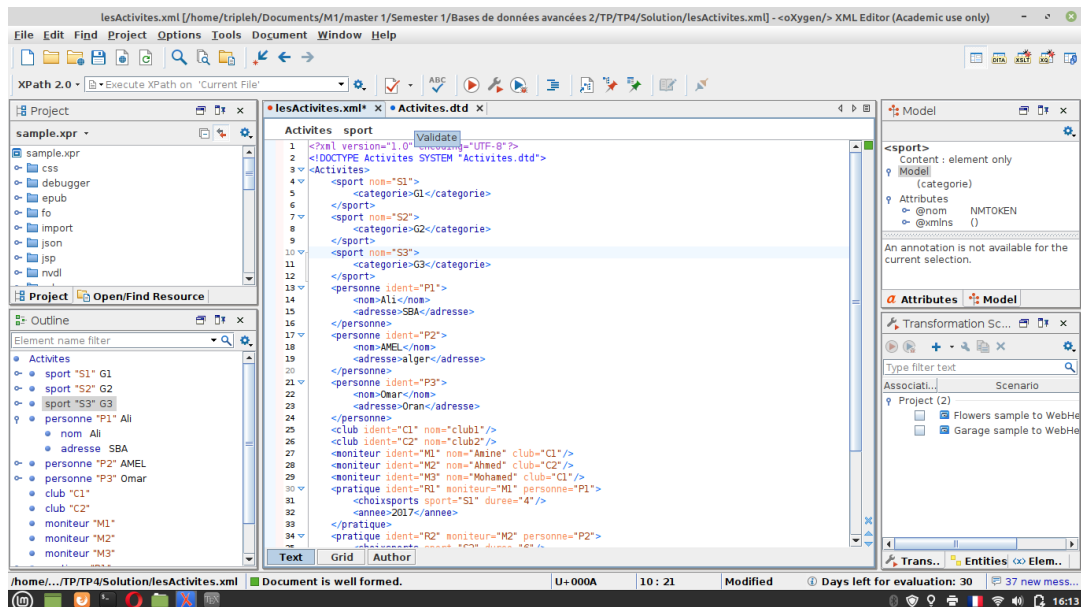 lesActivites.xml [/home/tripleh/Documents/M1/master 1/Semester 1/Bases de données avancées 2/TP/TP4/Solution/lesActivites.xml] - <oXygen/> XML Editor (Academic use only)
File Edit Find Project Options Tools Document Window Help
XPath 2.0 Execute XPath on 'Current File'
Project
sample.xpr
sample.xpr
css
debugger
epub
fo
import
json
jsp
nvdl
Project Open/Find Resource
Outline
Element name filter
Activites
sport "S1" G1
sport "S2" G2
sport "S3" G3
personne "P1" Ali
nom Ali
adresse SBA
personne "P2" AMEL
personne "P3" Omar
club "C1"
club "C2"
moniteur "M1"
moniteur "M2"
moniteur "M3"
lesActivites.xml* Activites.dtd
Activites sport
Validate
1 <?xml version="1.0" encoding="UTF-8"?>
2 <!DOCTYPE Activites SYSTEM "Activites.dtd">
3 <Activites>
4 <sport nom="S1">
5 <categorie>G1</categorie>
6 </sport>
7 <sport nom="S2">
8 <categorie>G2</categorie>
9 </sport>
10 <sport nom="S3">
11 <categorie>G3</categorie>
12 </sport>
13 <personne ident="P1">
14 <nom>Ali</nom>
15 <adresse>SBA</adresse>
16 </personne>
17 <personne ident="P2">
18 <nom>AMEL</nom>
19 <adresse>alger</adresse>
20 </personne>
21 <personne ident="P3">
22 <nom>Omar</nom>
23 <adresse>Oran</adresse>
24 </personne>
25 <club ident="C1" nom="club1"/>
26 <club ident="C2" nom="club2"/>
27 <moniteur ident="M1" nom="Amine" club="C1"/>
28 <moniteur ident="M2" nom="Ahmed" club="C2"/>
29 <moniteur ident="M3" nom="Mohamed" club="C1"/>
30 <pratique ident="R1" moniteur="M1" personne="P1">
31 <choixsports sport="S1" duree="4"/>
32 <annee>2017</annee>
33 </pratique>
34 <pratique ident="R2" moniteur="M2" personne="P2">
Text Grid Author
Model
<sport>
Content : element only
Model
(categorie)
Attributes
@nom NMTOKEN
@xmlns ()
An annotation is not available for the
current selection.
Attributes Model
Transformation Sc...
Type filter text
Associati... Scenario
Project (2)
Flowers sample to WebHe
Garage sample to WebHe
Trans.. Entities Elem..
/home/.../TP/TP4/Solution/lesActivites.xml Document is well formed. U+000A 10 : 21 Modified Days left for evaluation: 30 37 new mess...
16:13